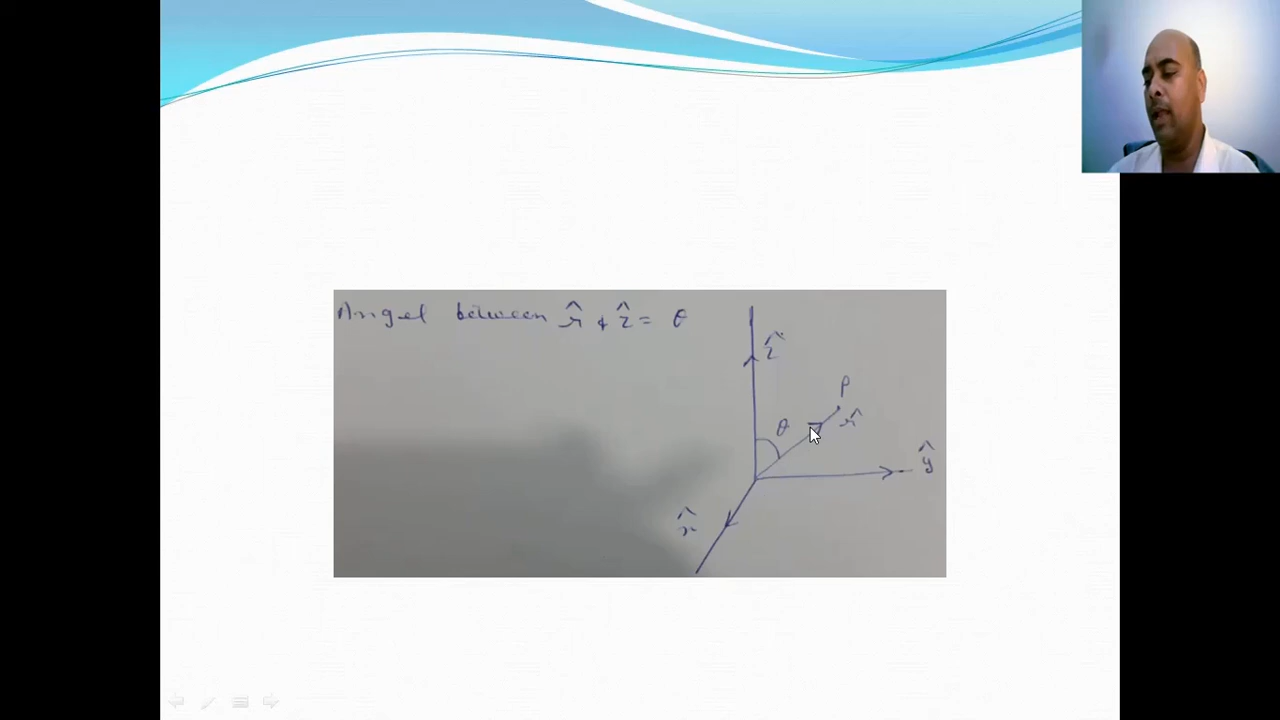 Angel between r̂ & ẑ = θ
ẑ
P
θ
r̂
ŷ
x̂